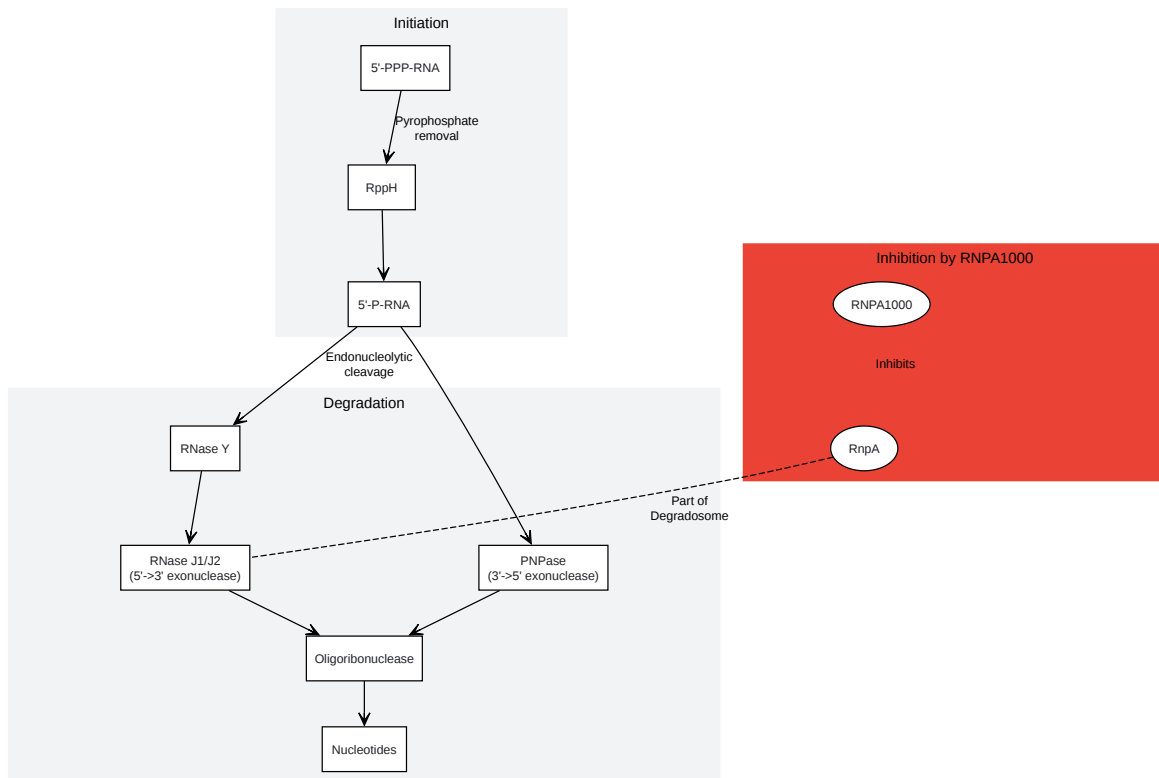 Initiation
5'-PPP-RNA
Pyrophosphate
removal
RppH
5'-P-RNA
Inhibition by RNPA1000
RNPA1000
Inhibits
RnpA
Endonucleolytic
cleavage
Degradation
RNase Y
Part of
Degradosome
RNase J1/J2
(5'->3' exonuclease)
PNPase
(3'->5' exonuclease)
Oligoribonuclease
Nucleotides